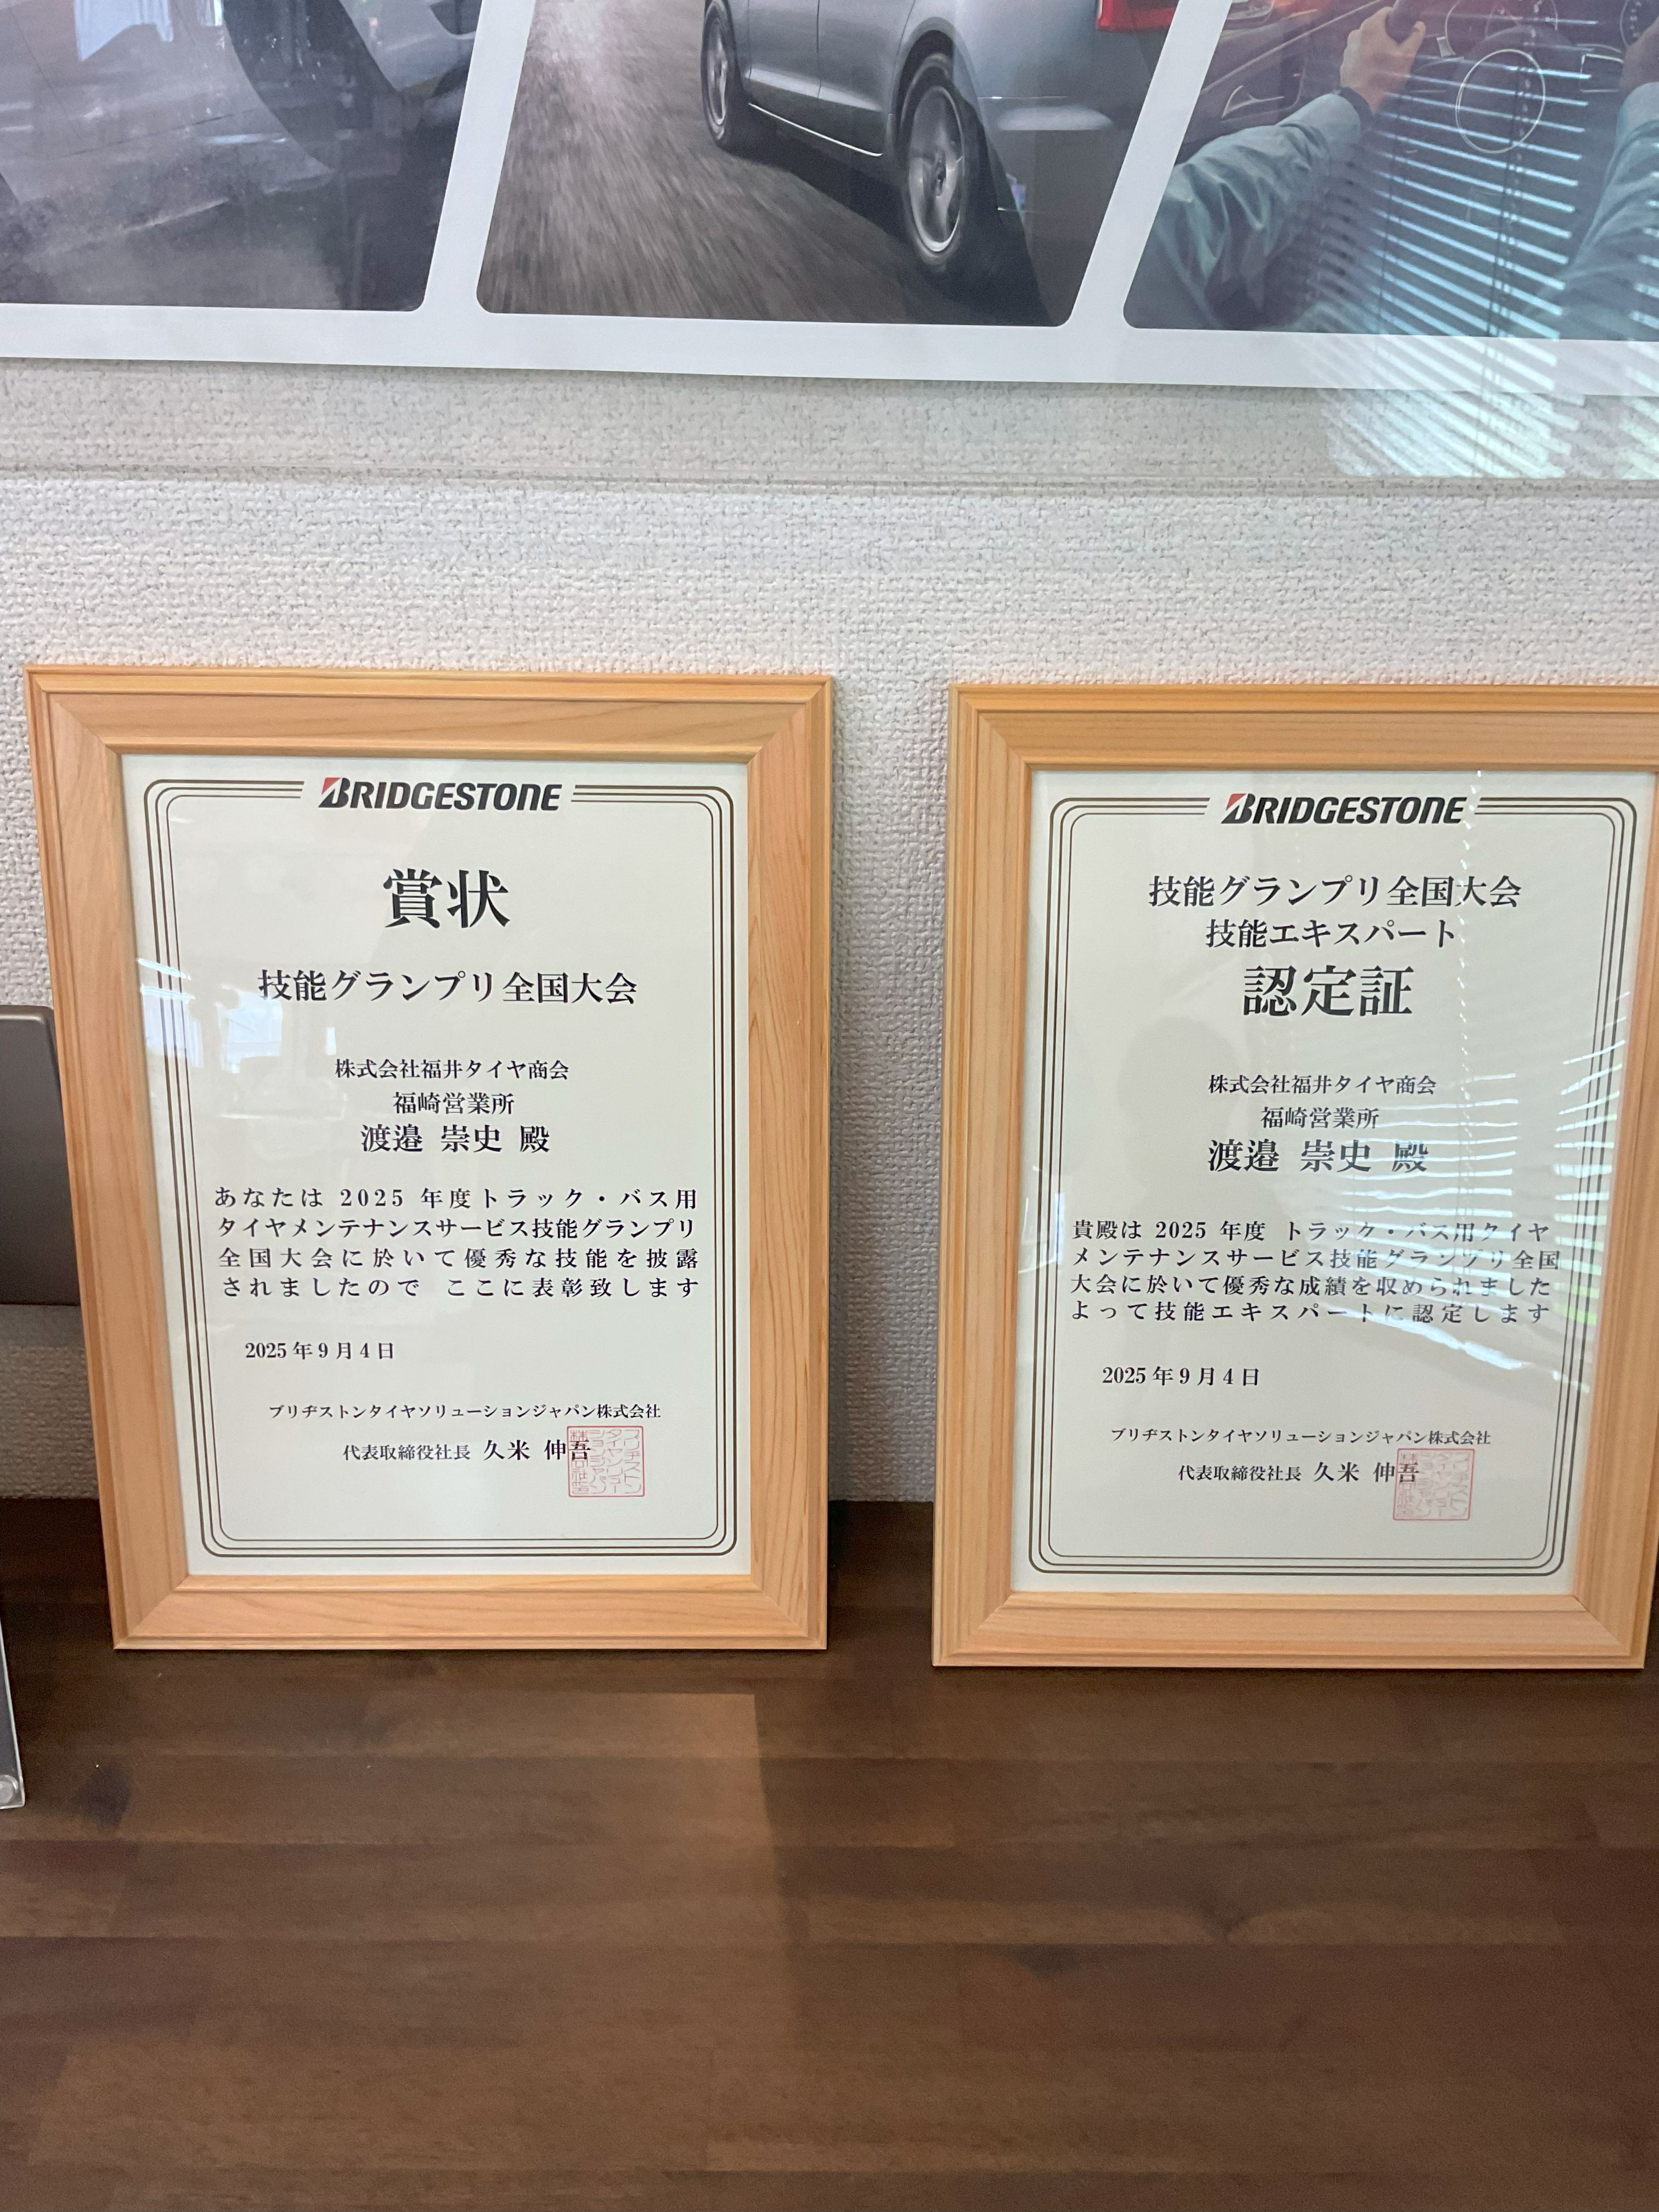 BRIDGESTONE
賞状
技能グランプリ全国大会
株式会社福井タイヤ商会
福崎営業所
渡邉 崇史 殿
あなたは 2025 年度トラック・バス用
タイヤメンテナンスサービス技能グランプリ
全国大会に於いて優秀な技能を披露
されましたので ここに表彰致します
2025年9月4日
ブリヂストンタイヤソリューションジャパン株式会社
代表取締役社長 久米 伸吾
BRIDGESTONE
技能グランプリ全国大会
技能エキスパート
認定証
株式会社福井タイヤ商会
福崎営業所
渡邉 崇史 殿
貴殿は 2025 年度 トラック・バス用タイヤ
メンテナンスサービス技能グランプリ全国
大会に於いて優秀な成績を収められました
よって技能エキスパートに認定します
2025年9月4日
ブリヂストンタイヤソリューションジャパン株式会社
代表取締役社長 久米 伸吾